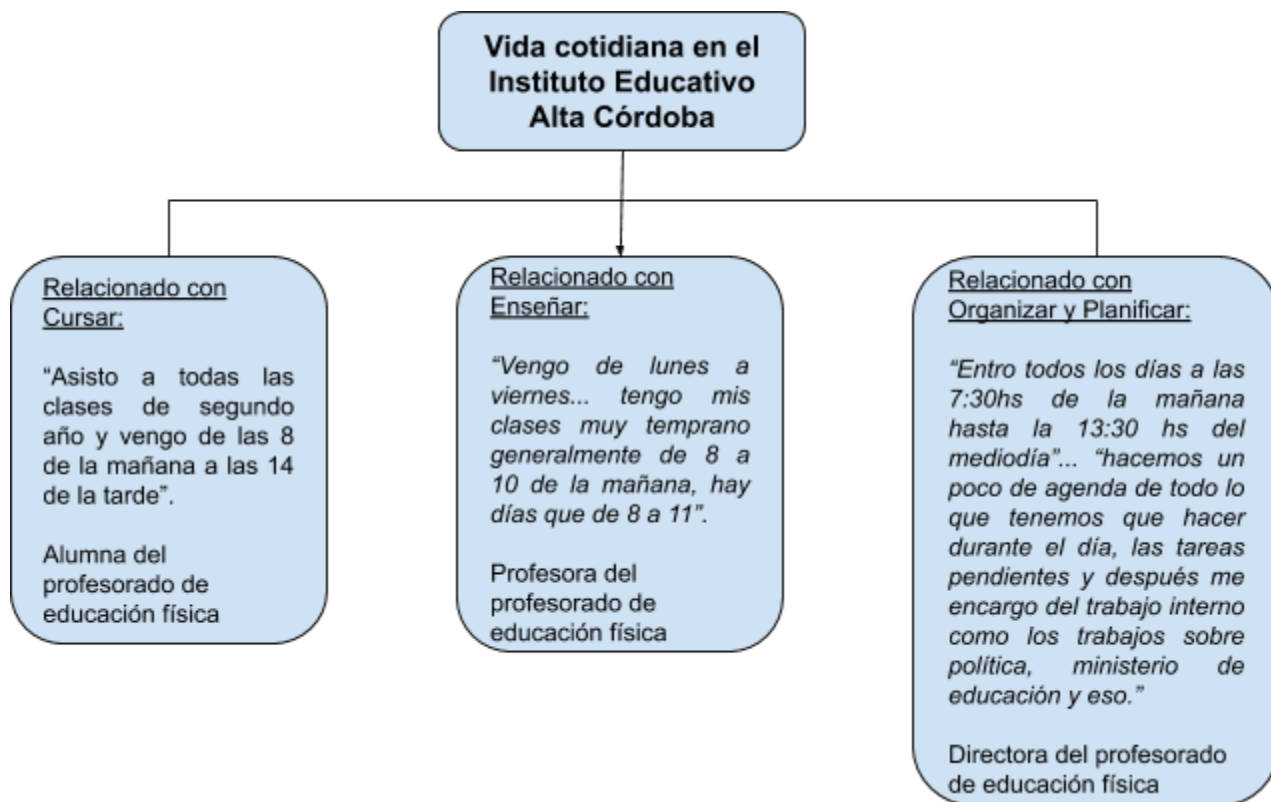 Vida cotidiana en el
Instituto Educativo
Alta Córdoba
Relacionado con
Cursar:
“Asisto a todas las
clases de segundo
año y vengo de las 8
de la mañana a las 14
de la tarde”.
Alumna del
profesorado de
educación física
Relacionado con
Enseñar:
“Vengo de lunes a
viernes... tengo mis
clases muy temprano
generalmente de 8 a
10 de la mañana, hay
días que de 8 a 11”.
Profesora del
profesorado de
educación física
Relacionado con
Organizar y Planificar:
“Entro todos los días a las
7:30hs de la mañana
hasta la 13:30 hs del
mediodía”... “hacemos un
poco de agenda de todo lo
que tenemos que hacer
durante el día, las tareas
pendientes y después me
encargo del trabajo interno
como los trabajos sobre
política, ministerio de
educación y eso.”
Directora del profesorado
de educación física